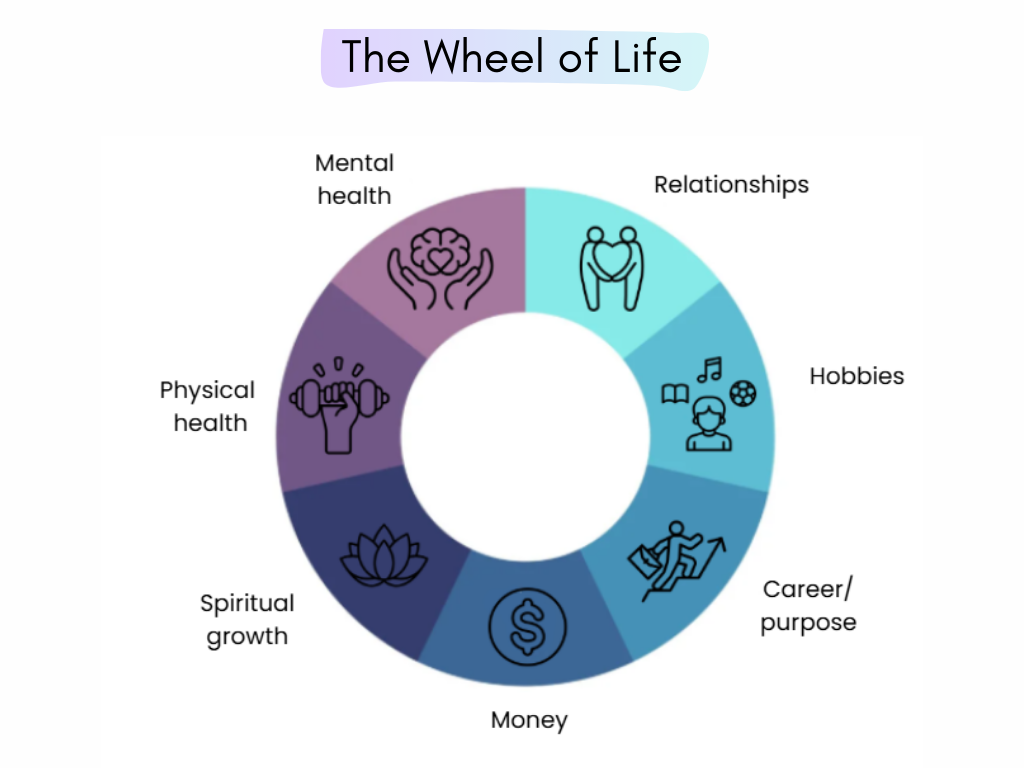 The Wheel of Life
Mental
health
Relationships
Physical
health
Hobbies
Spiritual
growth
Career/
purpose
$
Money